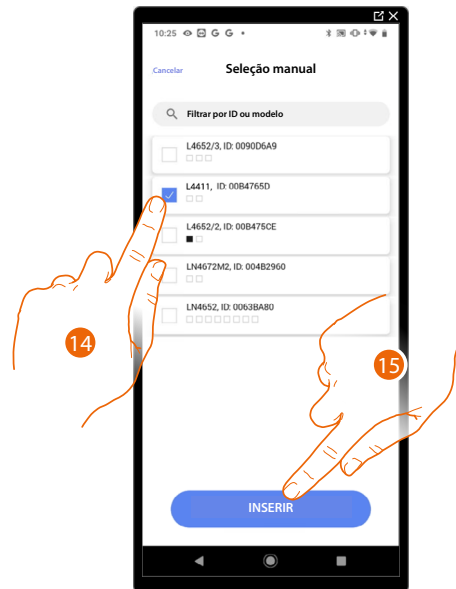 10:25 G G
Cancelar Seleção manual
Filtrar por ID ou modelo
L4652/3, ID: 0090D6A9
L4411, ID: 00B4765D
L4652/2, ID: 00B475CE
LN4672M2, ID: 004B2960
LN4652, ID: 0063BA80
14
15
INSERIR